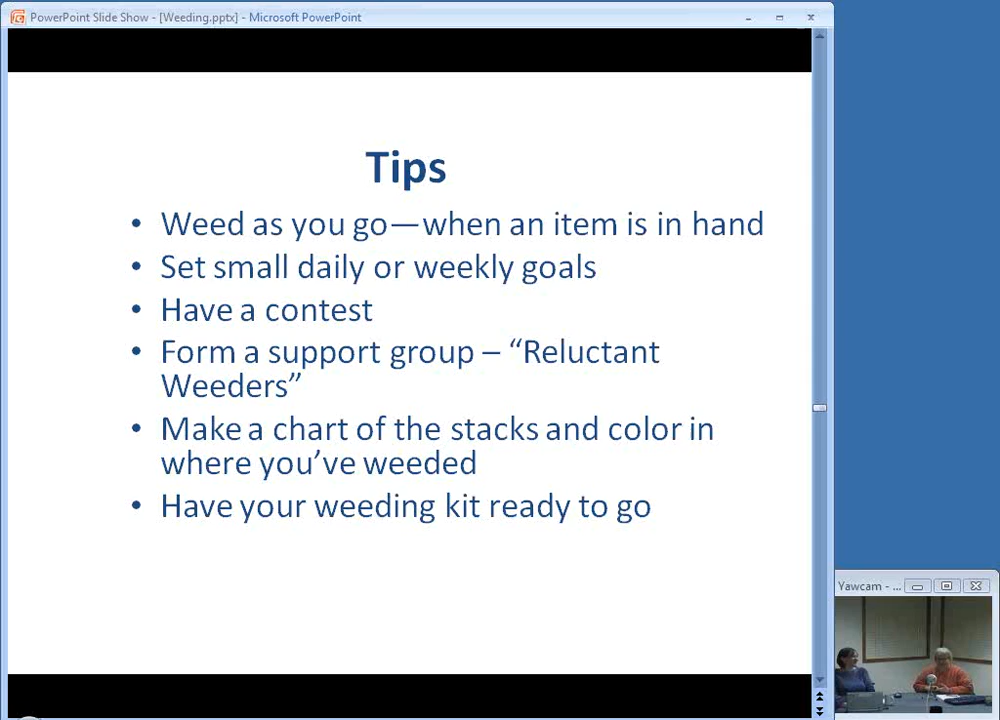 PowerPoint Slide Show - [Weeding.pptx] - Microsoft PowerPoint
Tips
• Weed as you go—when an item is in hand
• Set small daily or weekly goals
• Have a contest
• Form a support group – “Reluctant
Weeders”
• Make a chart of the stacks and color in
where you’ve weeded
• Have your weeding kit ready to go
Yawcam - ...